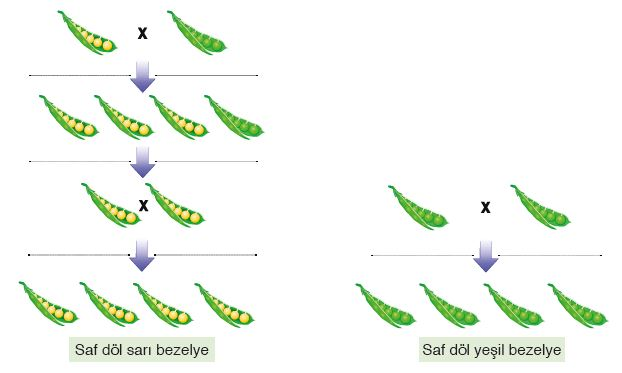 X
X
X
Saf döl sarı bezelye
Saf döl yeşil bezelye